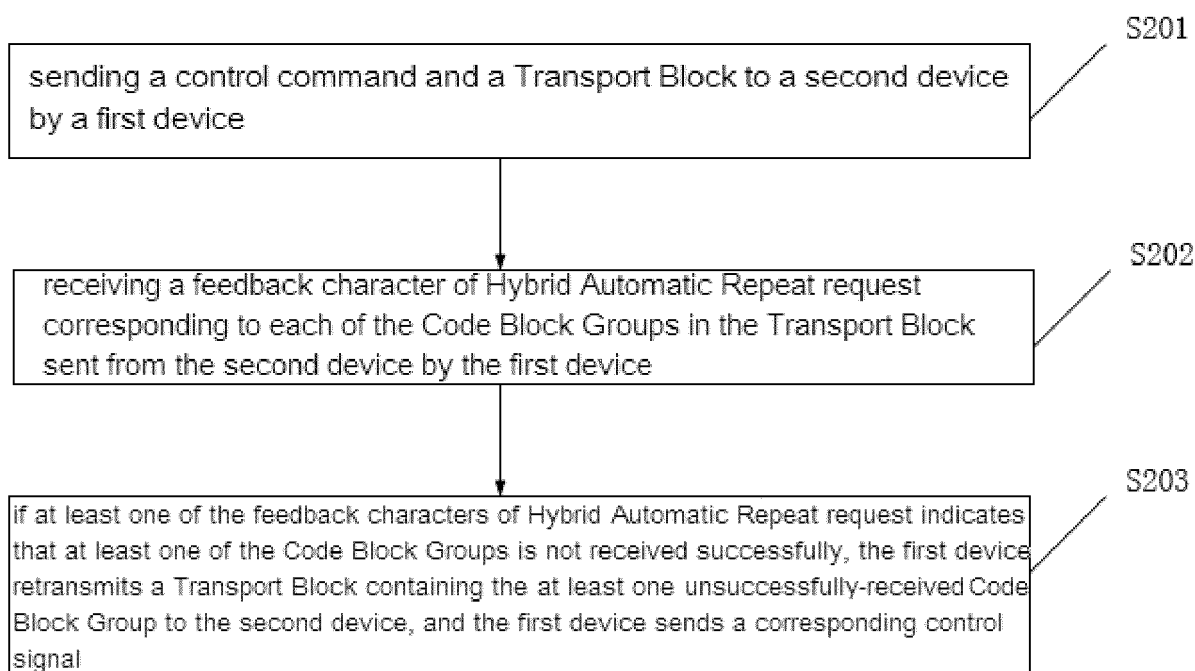 S201
sending a control command and a Transport Block to a second device
by a first device
S202
receiving a feedback character of Hybrid Automatic Repeat request
corresponding to each of the Code Block Groups in the Transport Block
sent from the second device by the first device
S203
if at least one of the feedback characters of Hybrid Automatic Repeat request indicates
that at least one of the Code Block Groups is not received successfully, the first device
retransmits a Transport Block containing the at least one unsuccessfully-received Code
Block Group to the second device, and the first device sends a corresponding control
signal